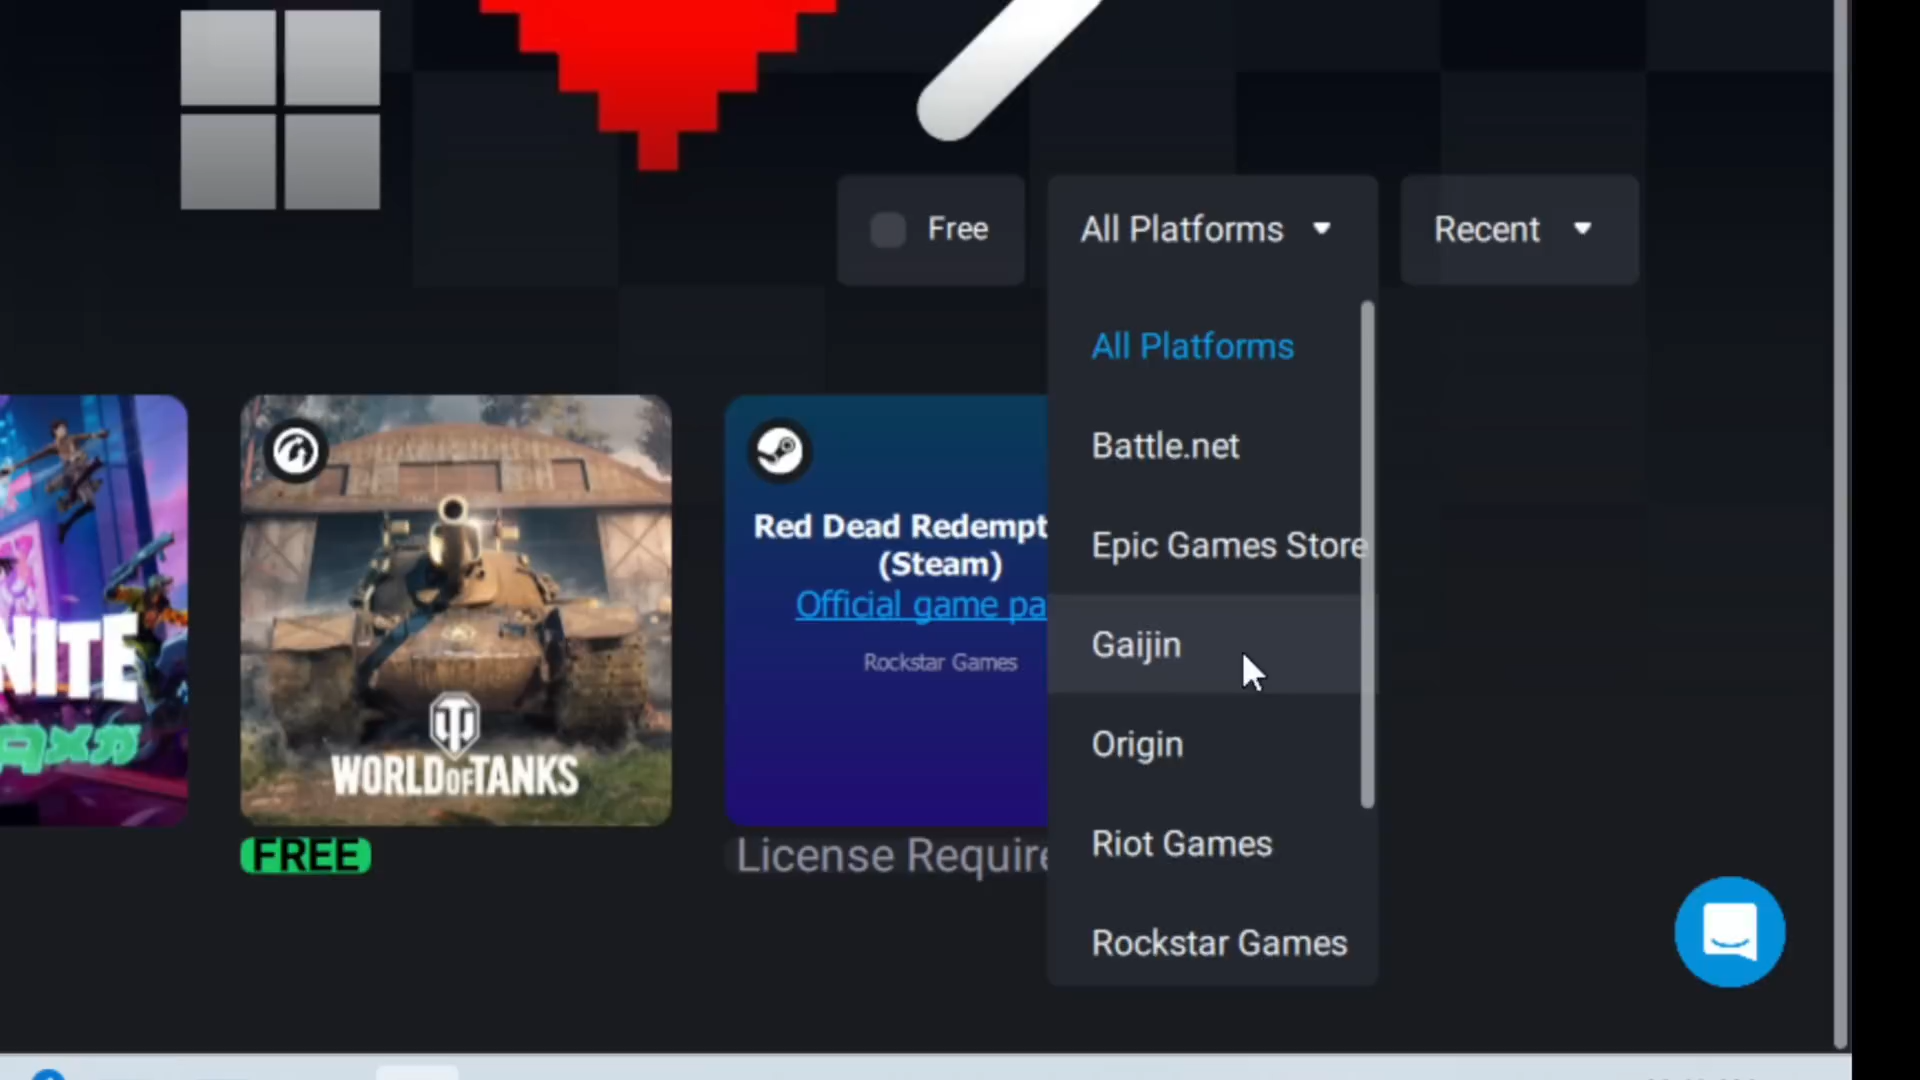 Free
All Platforms
Recent
All Platforms
Battle.net
Epic Games Store
Gaijin
Origin
Riot Games
Rockstar Games
NITE
WORLD OF TANKS
FREE
Red Dead Redempt
(Steam)
Official game pa
Rockstar Games
License Require